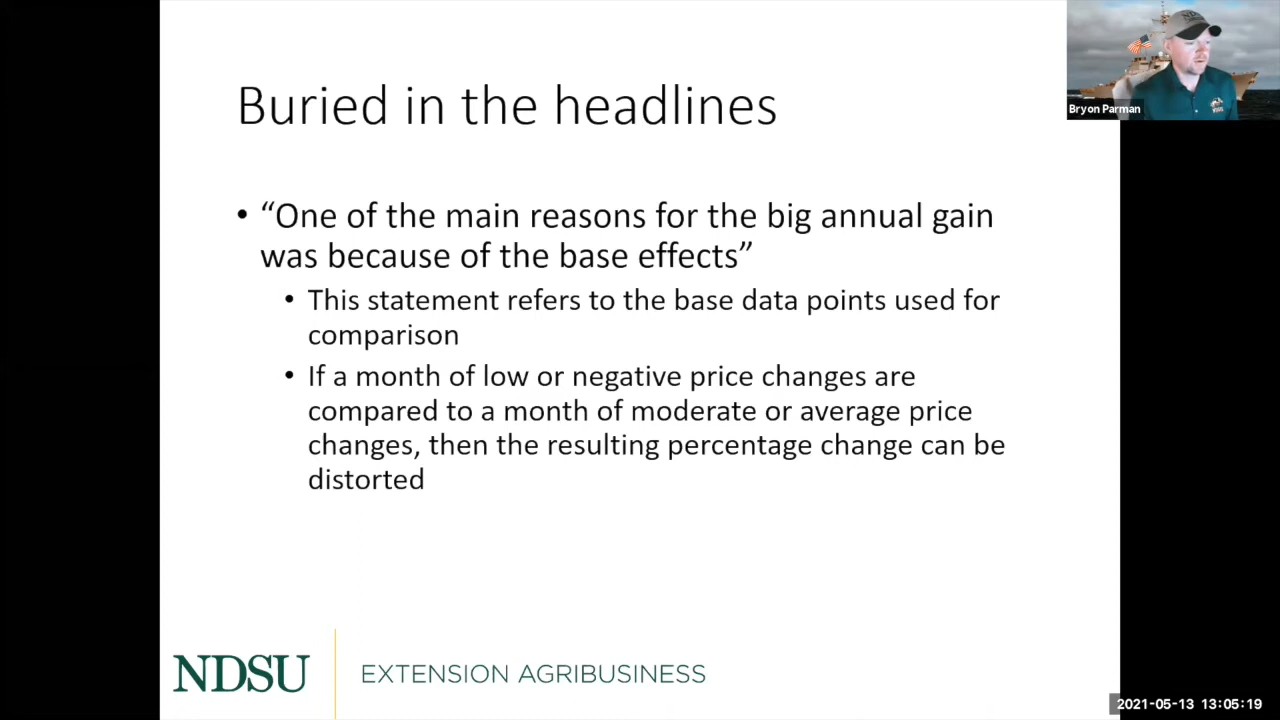 Buried in the headlines
Bryon Parman
• “One of the main reasons for the big annual gain
was because of the base effects”
• This statement refers to the base data points used for
comparison
• If a month of low or negative price changes are
compared to a month of moderate or average price
changes, then the resulting percentage change can be
distorted
NDSU
EXTENSION AGRIBUSINESS
2021-05-13 13:05:19